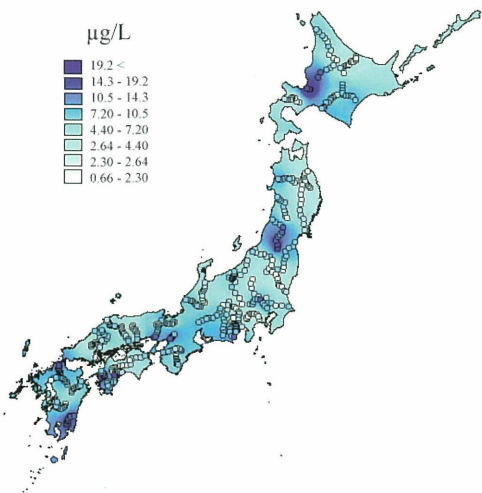 µg/L
19.2 <
14.3 - 19.2
10.5 - 14.3
7.20 - 10.5
4.40 - 7.20
2.64 - 4.40
2.30 - 2.64
0.66 - 2.30